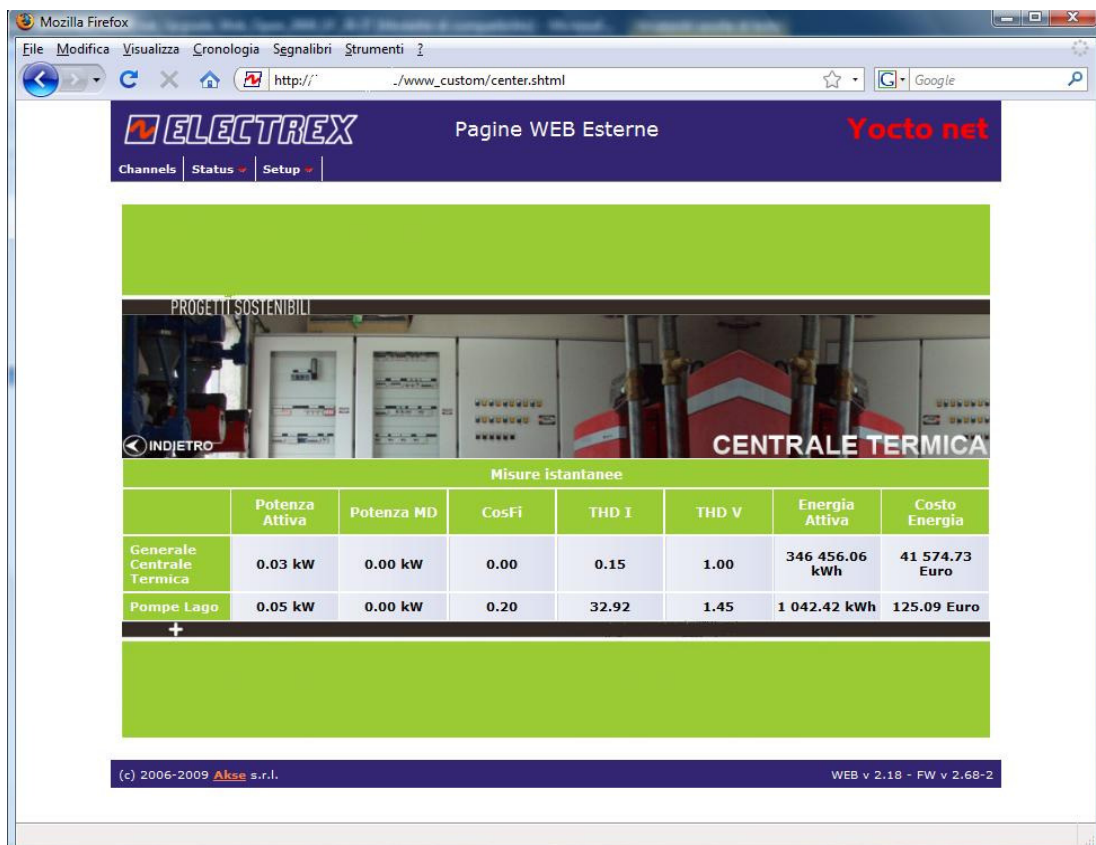 Mozilla Firefox
File Modifica Visualizza Cronologia Segnalibri Strumenti ?
http:// ./www_custom/center.shtml Google
ELECTREX Pagine WEB Esterne Yocto net
Channels Status Setup
PROGETTI SOSTENIBILI
INDIETRO CENTRALE TERMICA
Misure istantanee
Potenza Attiva Potenza MD CosFi THD I THD V Energia Attiva Costo Energia
Generale Centrale Termica 0.03 kW 0.00 kW 0.00 0.15 1.00 346 456.06 kWh 41 574.73 Euro
Pompe Lago 0.05 kW 0.00 kW 0.20 32.92 1.45 1 042.42 kWh 125.09 Euro
+
(c) 2006-2009 Akse s.r.l. WEB v 2.18 - FW v 2.68-2